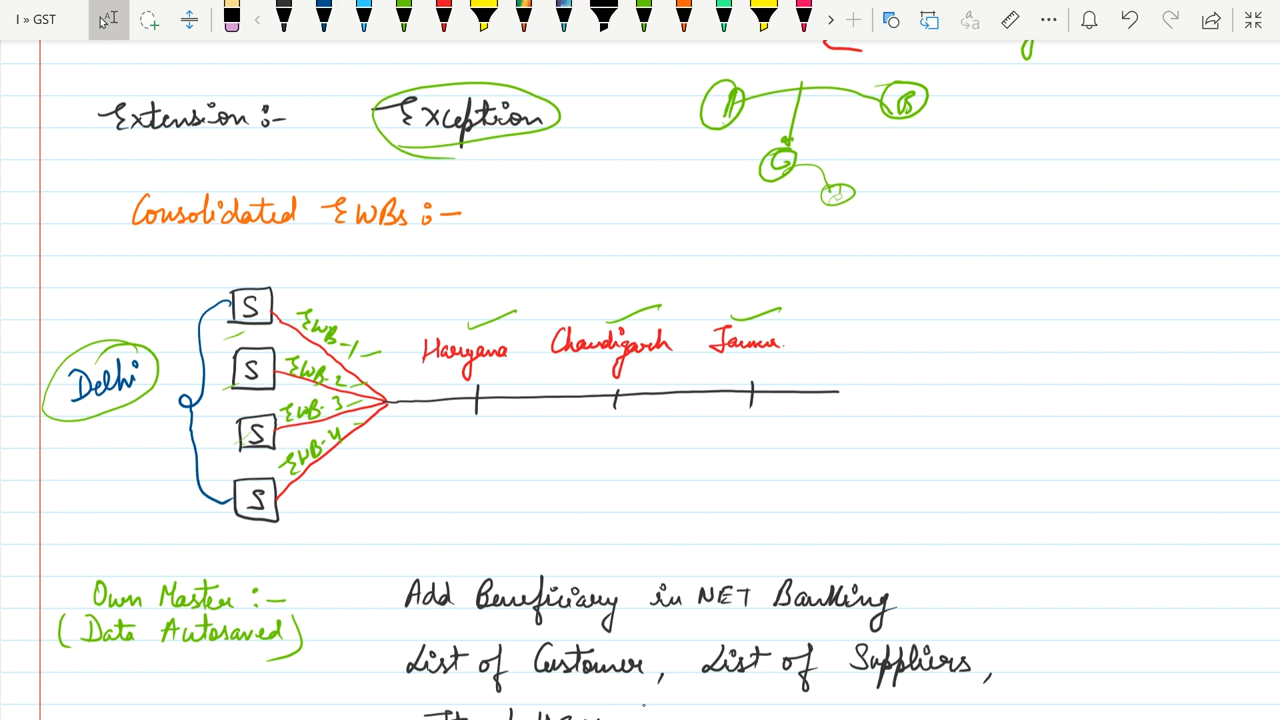 I » GST
Extension :- Exception
A B
C
Consolidated EWBs :-
S
EWB-1
Haryana Chandigarh Jammu
Delhi
S
EWB-2
EWB-3
S
EWB-4
S
Own Master :- Add Beneficiary in NET Banking
(Data Autosaved)
List of Customer, List of Suppliers,